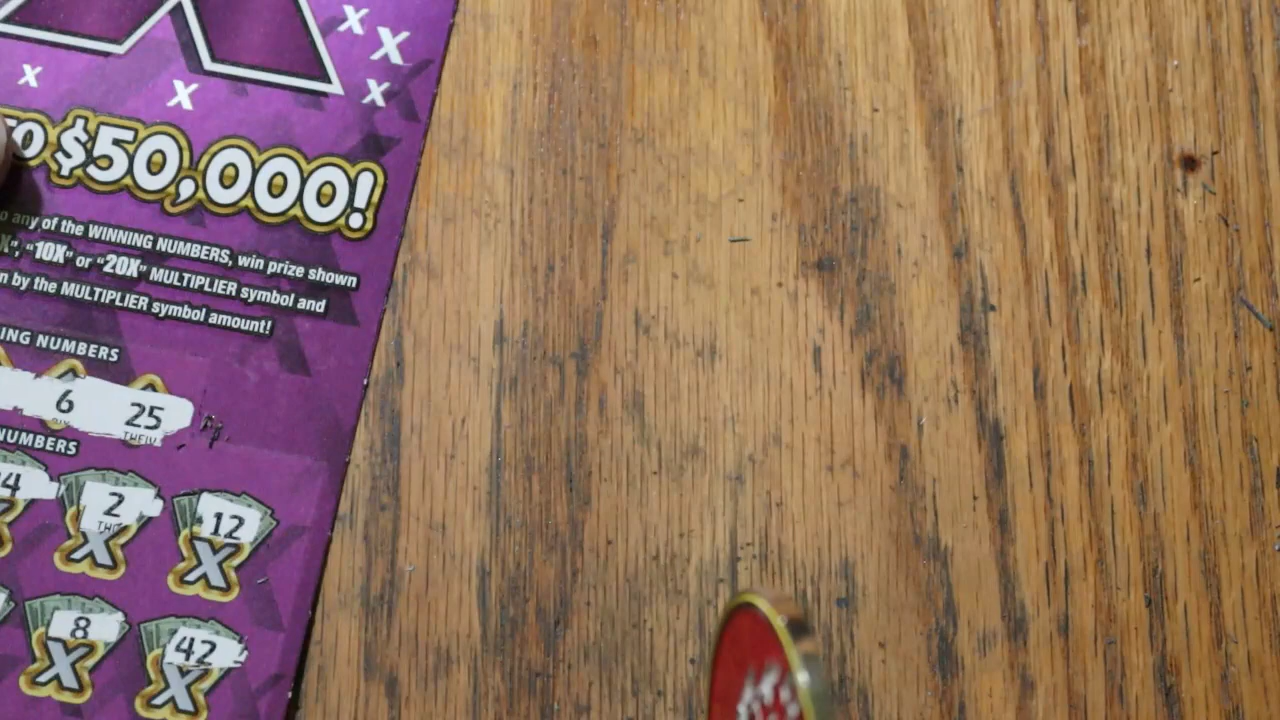 X X
X X X
TO $50,000!
any of the WINNING NUMBERS, win prize shown
"10X" or "20X" MULTIPLIER symbol and
by the MULTIPLIER symbol amount!
NUMBERS
6 25
NUMBERS
2 12
X X
8 42
X X